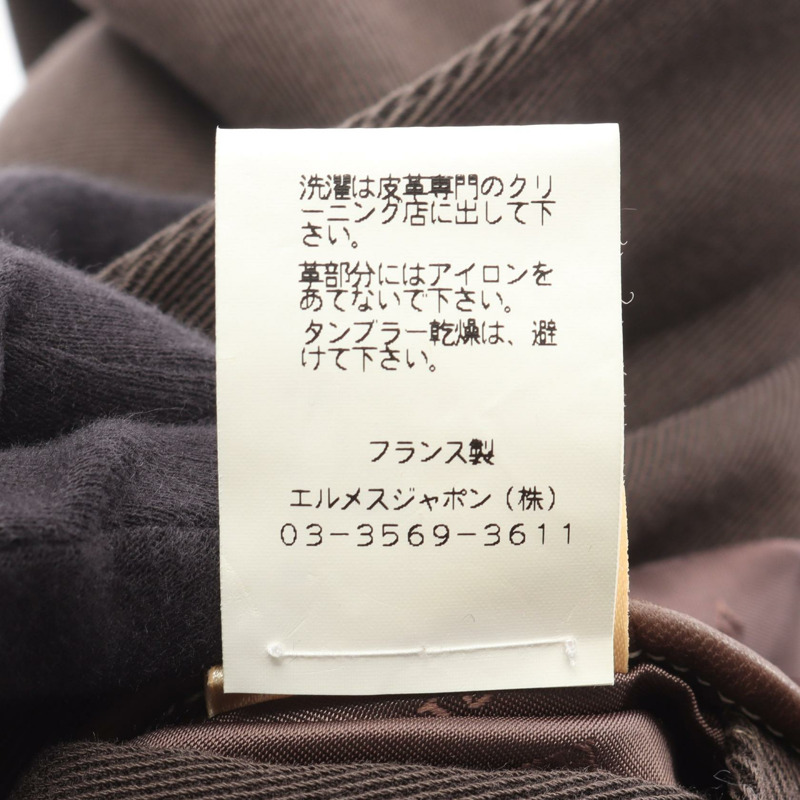 洗濯は皮革専門のクリ
ーニング店に出して下
さい。
革部分にはアイロンを
あてないで下さい。
タンブラー乾燥は、避
けて下さい。
フランス製
エルメスジャポン（株）
03-3569-3611